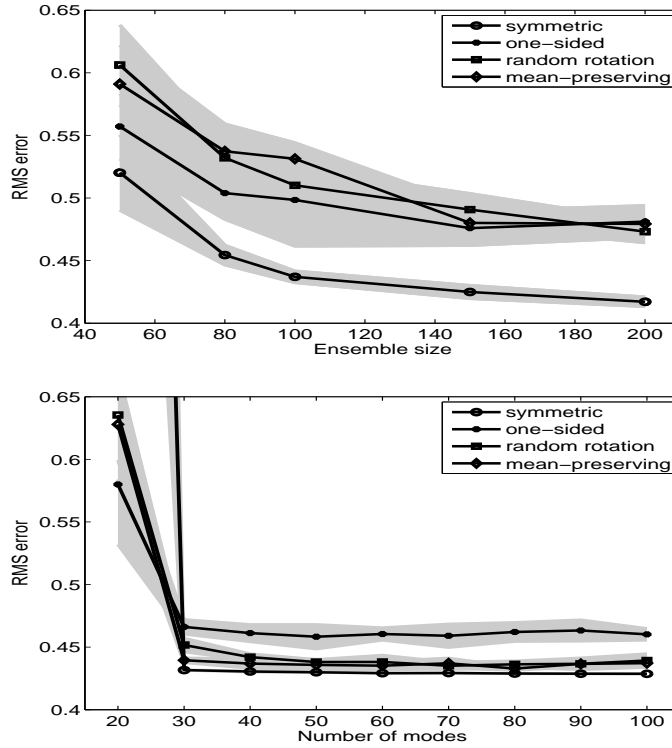 0.65
0.6
0.55
0.5
0.45
0.4
RMS error
40 60 80 100 120 140 160 180 200
Ensemble size
symmetric
one−sided
random rotation
mean−preserving
0.65
0.6
0.55
0.5
0.45
0.4
RMS error
20 30 40 50 60 70 80 90 100
Number of modes
symmetric
one−sided
random rotation
mean−preserving